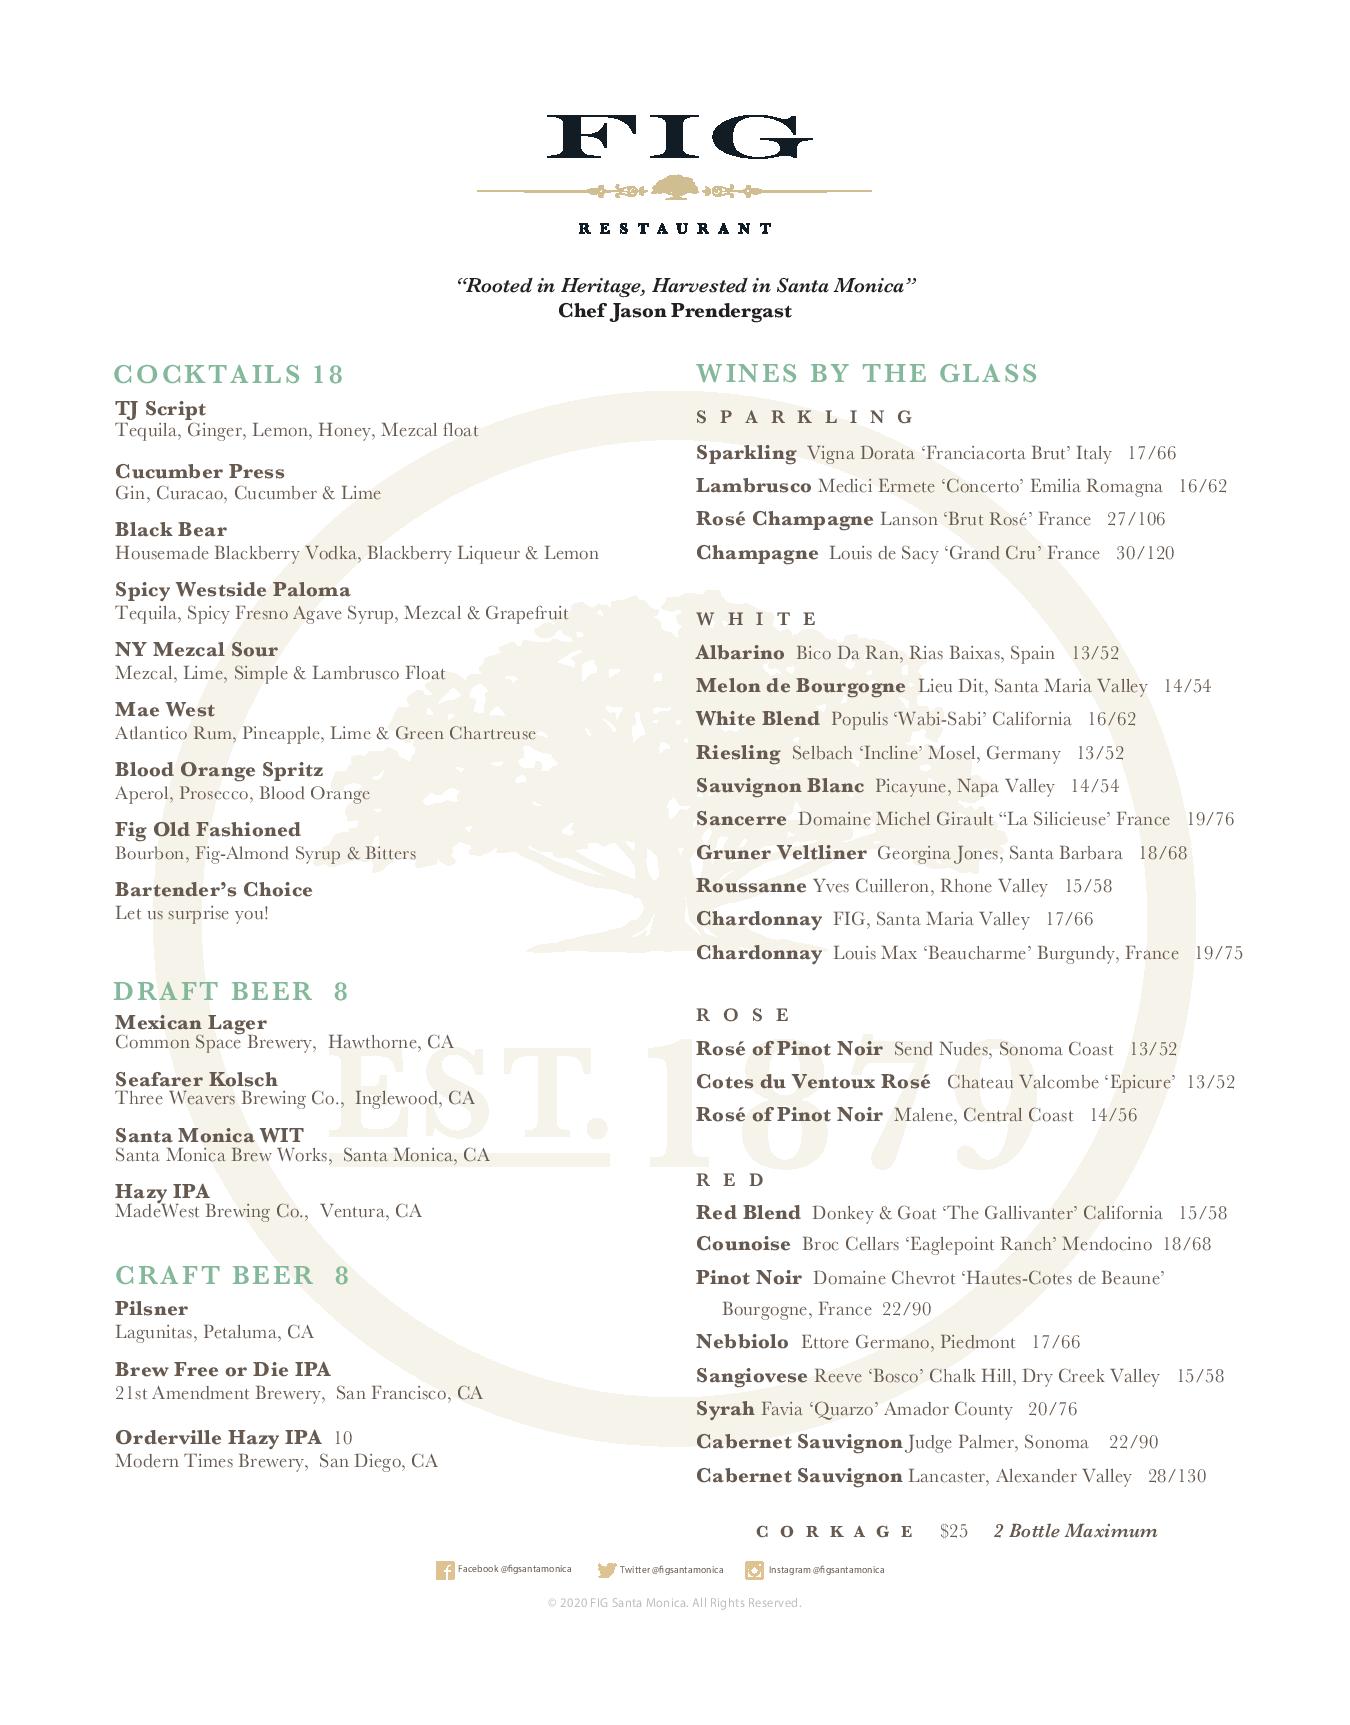 FIG
RESTAURANT
“Rooted in Heritage, Harvested in Santa Monica”
Chef Jason Prendergast
COCKTAILS 18
TJ Script
Tequila, Ginger, Lemon, Honey, Mezcal float
Cucumber Press
Gin, Curacao, Cucumber & Lime
Black Bear
Housemade Blackberry Vodka, Blackberry Liqueur & Lemon
Spicy Westside Paloma
Tequila, Spicy Fresno Agave Syrup, Mezcal & Grapefruit
NY Mezcal Sour
Mezcal, Lime, Simple & Lambrusco Float
Mae West
Atlantico Rum, Pineapple, Lime & Green Chartreuse
Blood Orange Spritz
Aperol, Prosecco, Blood Orange
Fig Old Fashioned
Bourbon, Fig-Almond Syrup & Bitters
Bartender’s Choice
Let us surprise you!
DRAFT BEER 8
Mexican Lager
Common Space Brewery, Hawthorne, CA
Seafarer Kolsch
Three Weavers Brewing Co., Inglewood, CA
Santa Monica WIT
Santa Monica Brew Works, Santa Monica, CA
Hazy IPA
MadeWest Brewing Co., Ventura, CA
CRAFT BEER 8
Pilsner
Lagunitas, Petaluma, CA
Brew Free or Die IPA
21st Amendment Brewery, San Francisco, CA
Orderville Hazy IPA 10
Modern Times Brewery, San Diego, CA
WINES BY THE GLASS
SPARKLING
Sparkling Vigna Dorata ‘Franciacorta Brut’ Italy 17/66
Lambrusco Medici Ermete ‘Concerto’ Emilia Romagna 16/62
Rosé Champagne Lanson ‘Brut Rosé’ France 27/106
Champagne Louis de Sacy ‘Grand Cru’ France 30/120
WHITE
Albarino Bico Da Ran, Rias Baixas, Spain 13/52
Melon de Bourgogne Lieu Dit, Santa Maria Valley 14/54
White Blend Populis ‘Wabi-Sabi’ California 16/62
Riesling Selbach ‘Incline’ Mosel, Germany 13/52
Sauvignon Blanc Picayune, Napa Valley 14/54
Sancerre Domaine Michel Girault “La Silicieuse’ France 19/76
Gruner Veltliner Georgina Jones, Santa Barbara 18/68
Roussanne Yves Cuilleron, Rhone Valley 15/58
Chardonnay FIG, Santa Maria Valley 17/66
Chardonnay Louis Max ‘Beaucharme’ Burgundy, France 19/75
ROSE
Rosé of Pinot Noir Send Nudes, Sonoma Coast 13/52
Cotes du Ventoux Rosé Chateau Valcombe ‘Epicure’ 13/52
Rosé of Pinot Noir Malene, Central Coast 14/56
RED
Red Blend Donkey & Goat ‘The Gallivanter’ California 15/58
Counoise Broc Cellars ‘Eaglepoint Ranch’ Mendocino 18/68
Pinot Noir Domaine Chevrot ‘Hautes-Cotes de Beaune’
Bourgogne, France 22/90
Nebbiolo Ettore Germano, Piedmont 17/66
Sangiovese Reeve ‘Bosco’ Chalk Hill, Dry Creek Valley 15/58
Syrah Favia ‘Quarzo’ Amador County 20/76
Cabernet Sauvignon Judge Palmer, Sonoma 22/90
Cabernet Sauvignon Lancaster, Alexander Valley 28/130
CORKAGE $25 2 Bottle Maximum
EST. 1879
Facebook @figsantamonica Twitter @figsantamonica Instagram @figsantamonica
© 2020 FIG Santa Monica. All Rights Reserved.